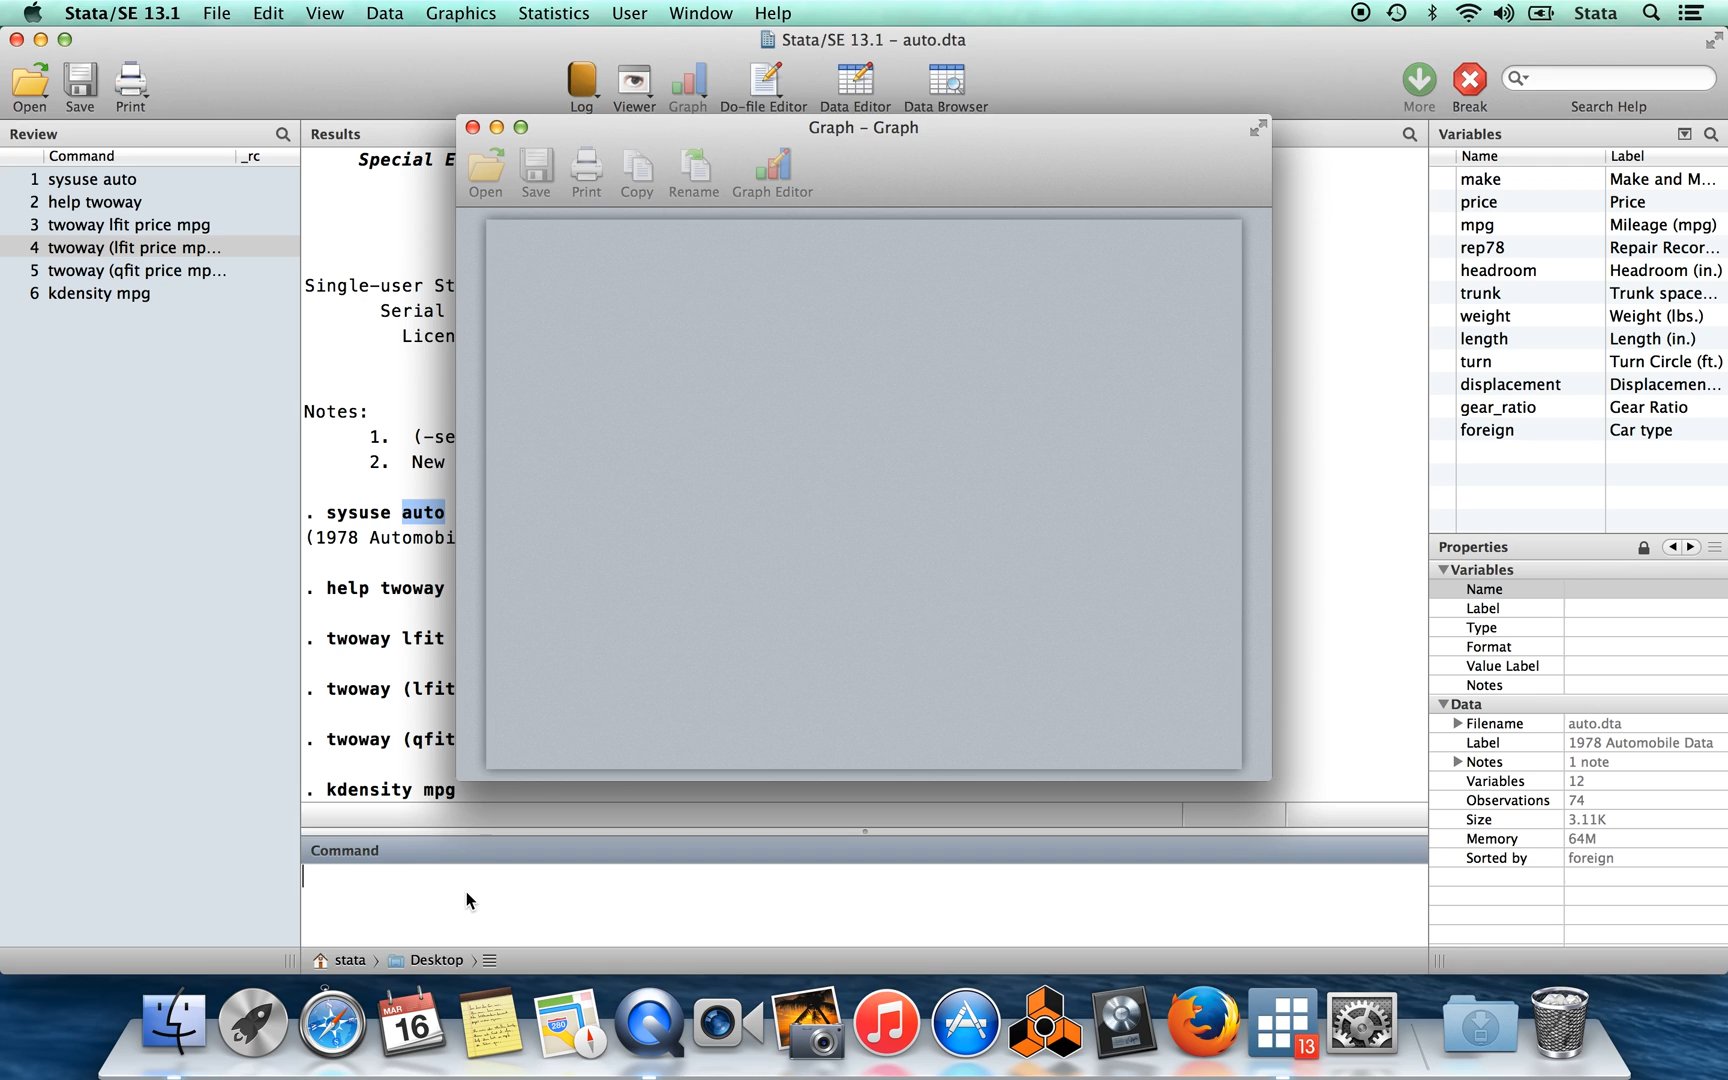 Stata/SE 13.1 File Edit View Data Graphics Statistics User Window Help Stata
Stata/SE 13.1 – auto.dta
Open Save Print Log Viewer Graph Do-file Editor Data Editor Data Browser More Break Search Help
Review
Command _rc
1 sysuse auto
2 help twoway
3 twoway lfit price mpg
4 twoway (lfit price mp...
5 twoway (qfit price mp...
6 kdensity mpg
Results
Special E
Single-user St
Serial
Licen
Notes:
1. (-se
2. New
. sysuse auto
(1978 Automobi
. help twoway
. twoway lfit
. twoway (lfit
. twoway (qfit
. kdensity mpg
Graph – Graph
Open Save Print Copy Rename Graph Editor
Command
stata Desktop
Variables
Name Label
make Make and M...
price Price
mpg Mileage (mpg)
rep78 Repair Recor...
headroom Headroom (in.)
trunk Trunk space...
weight Weight (lbs.)
length Length (in.)
turn Turn Circle (ft.)
displacement Displacemen...
gear_ratio Gear Ratio
foreign Car type
Properties
Variables
Name
Label
Type
Format
Value Label
Notes
Data
Filename auto.dta
Label 1978 Automobile Data
Notes 1 note
Variables 12
Observations 74
Size 3.11K
Memory 64M
Sorted by foreign
MAR
16
280
13